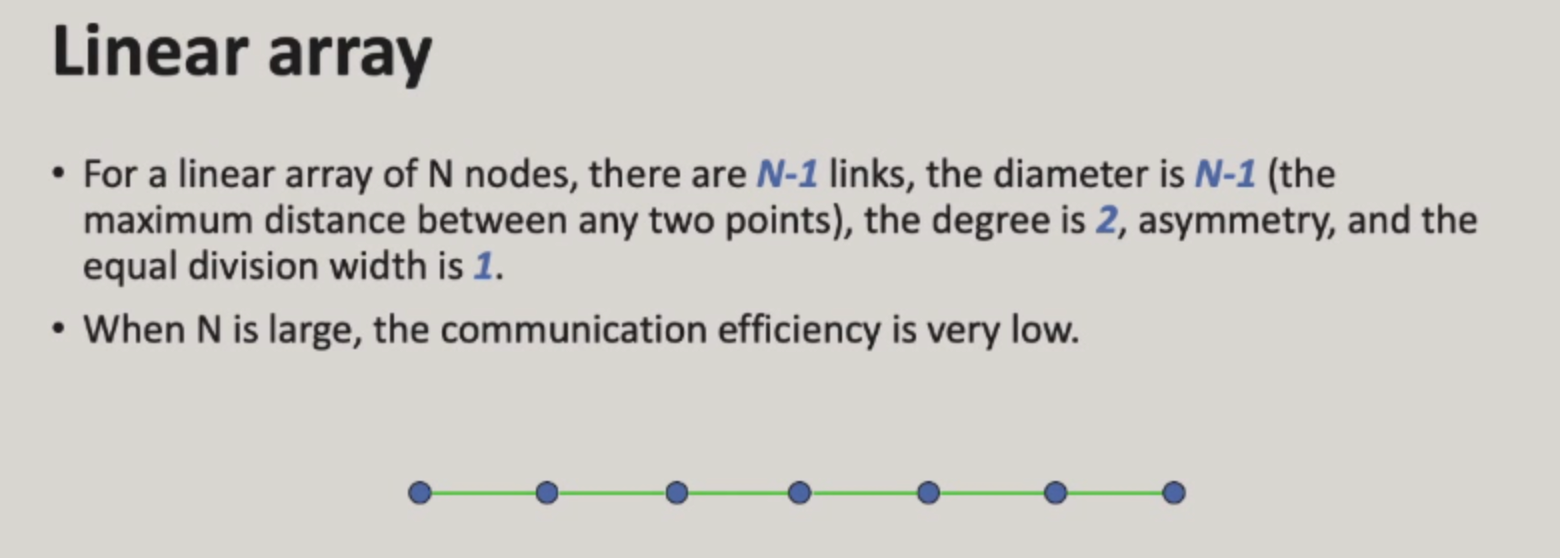 Linear array
• For a linear array of N nodes, there are N-1 links, the diameter is N-1 (the
maximum distance between any two points), the degree is 2, asymmetry, and the
equal division width is 1.
• When N is large, the communication efficiency is very low.